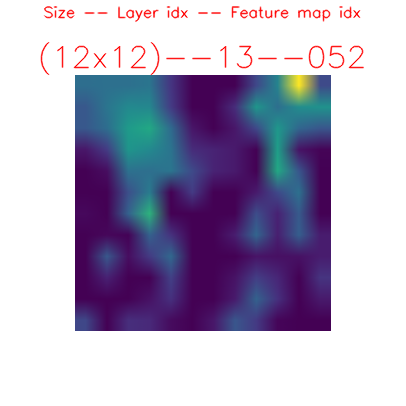 Size -- Layer idx -- Feature map idx
(12x12)--13--052